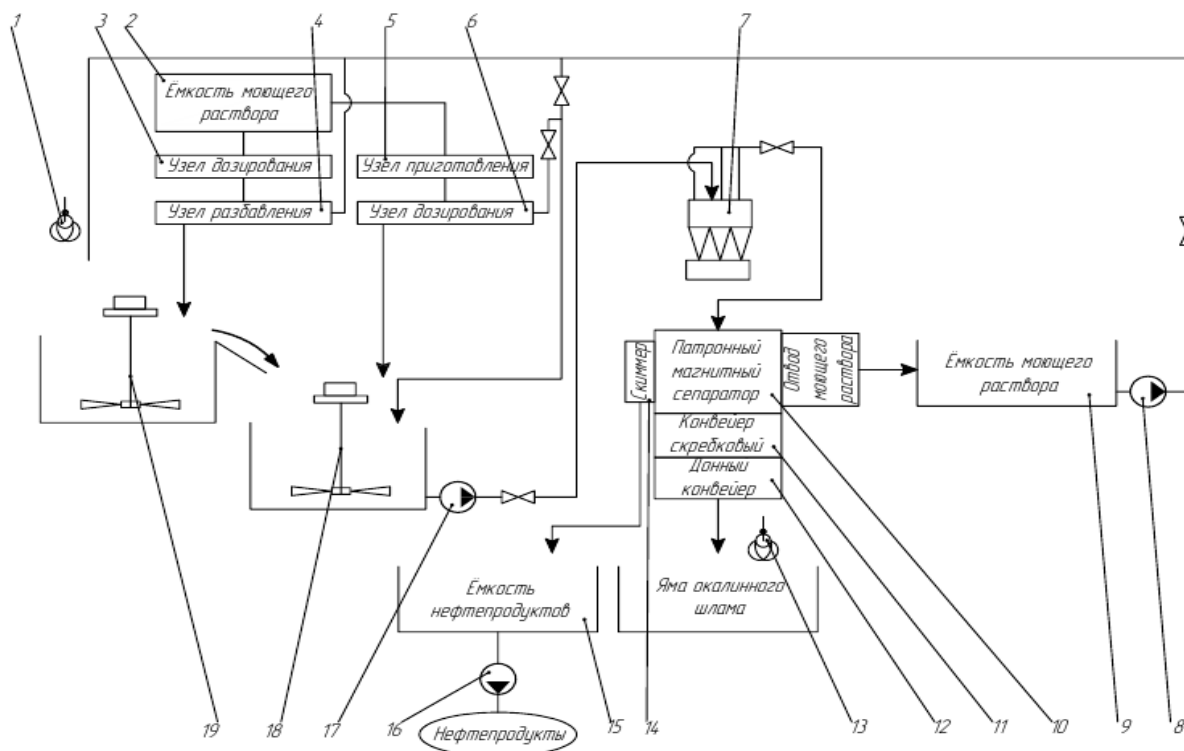 1
2
3
4
5
6
7
Ёмкость моющего
раствора
Узел дозирования
Узел приготовления
Узел разбавления
Узел дозирования
Скиммер
Патронный
магнитный
сепаратор
Отвод
моющего
раствора
Ёмкость моющего
раствора
Конвейер
скребковый
Донный
конвейер
Ёмкость
нефтепродуктов
Яма окалинного
шлама
Нефтепродукты
19
18
17
16
15
14
13
12
11
10
9
8